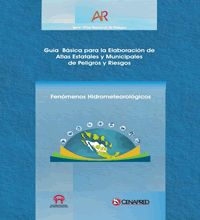 AR
Guía Básica para la Elaboración de
Atlas Estatales y Municipales
de Peligros y Riesgos
Fenómenos Hidrometeorológicos
CENAPRED